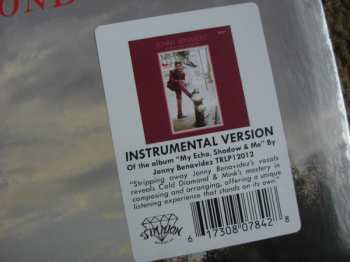 OND
INSTRUMENTAL VERSION
Of the album "My Echo, Shadow & Me" By
Jonny Benavidez TRLP12012
"Stripping away Jonny Benavidez's vocals
reveals Cold Diamond & Mink's mastery in
composing and arranging, offering a unique
listening experience that stands on its own."
TIMMION
6 17308 07842 8